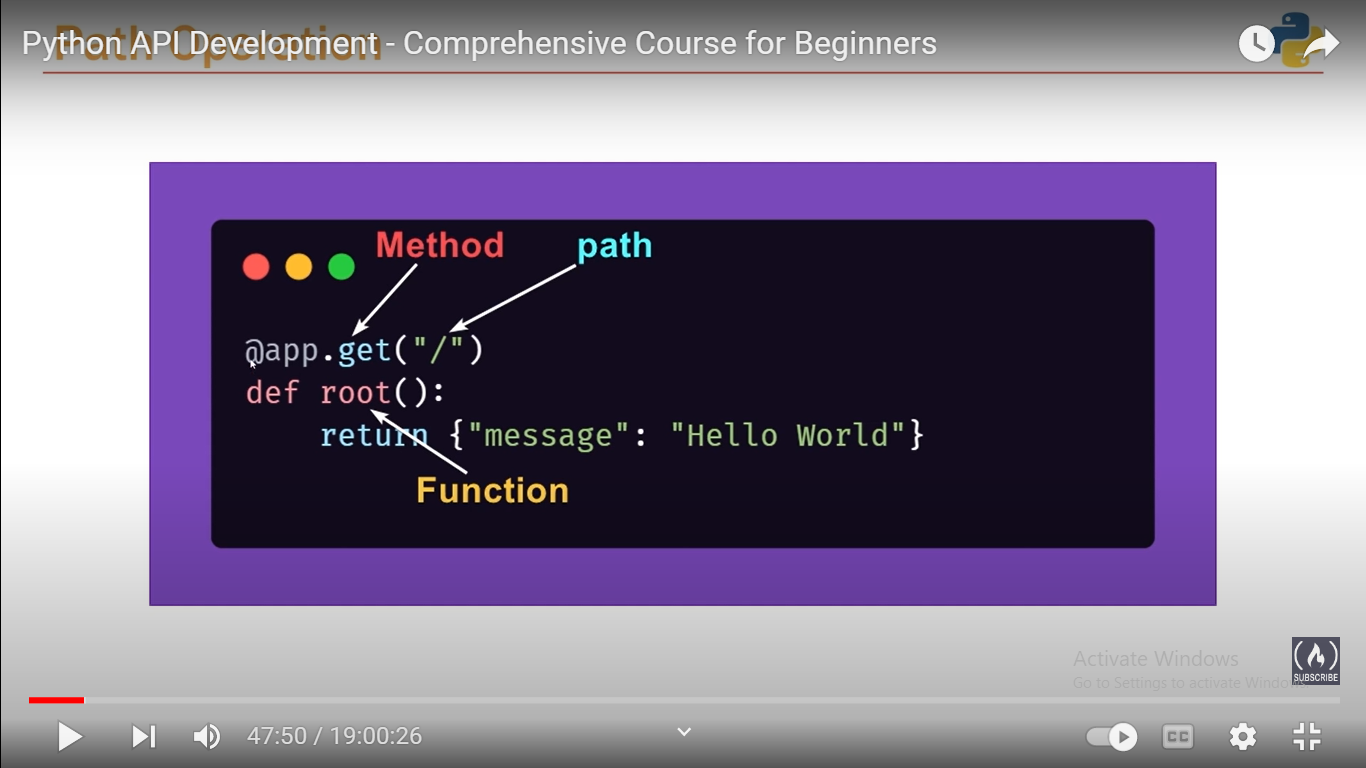 Path Operation
Python API Development - Comprehensive Course for Beginners
Method path
@app.get("/")
def root():
    return {"message": "Hello World"}
Function
Activate Windows
Go to Settings to activate Windows.
SUBSCRIBE
47:50 / 19:00:26
CC